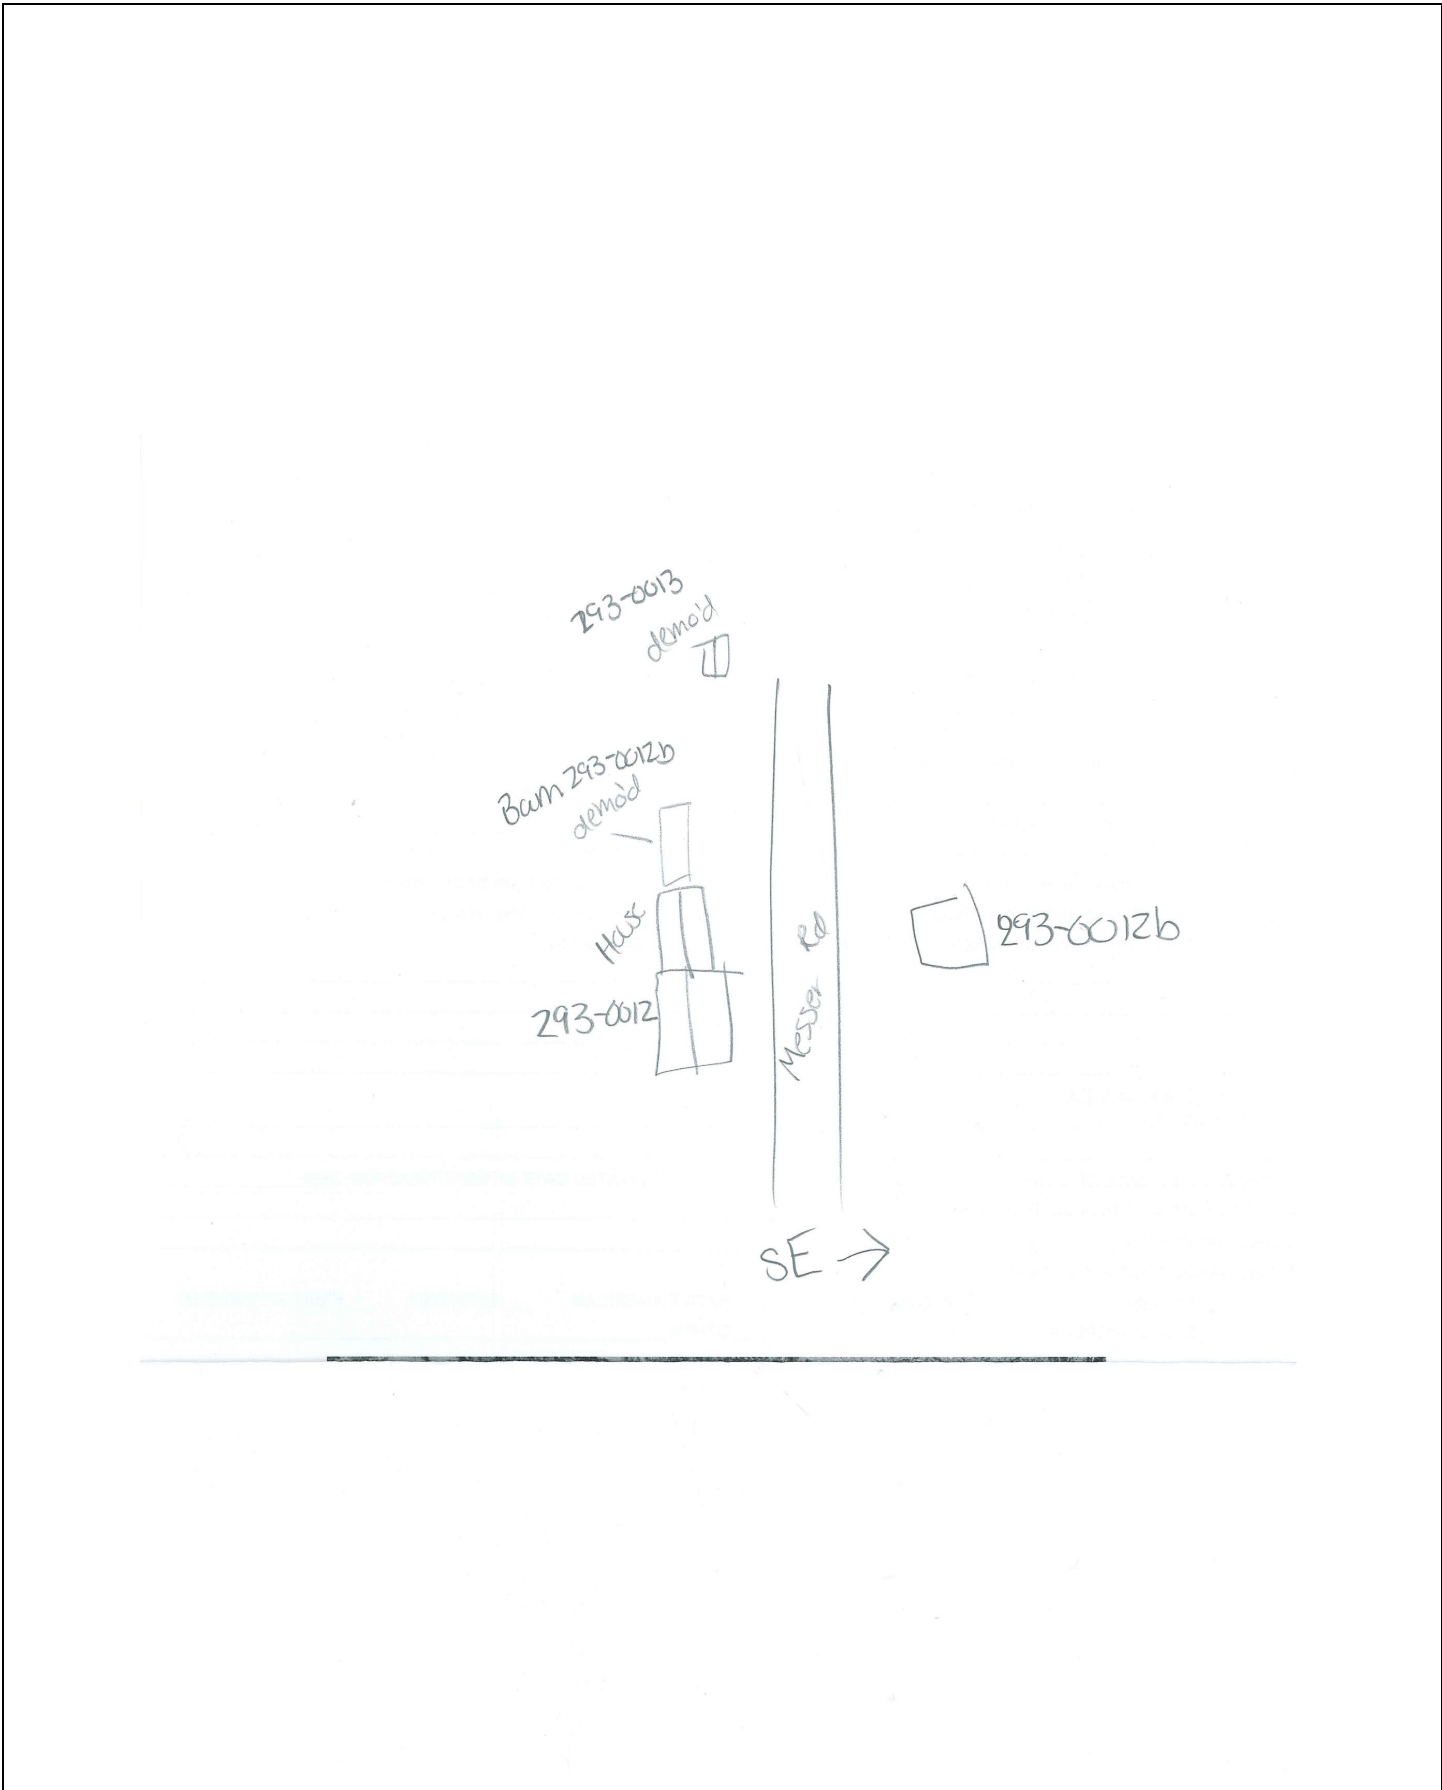 293-0013
demo'd
Barn 293-0012b
demo'd
House
293-0012
Messer Rd
293-0012b
SE →